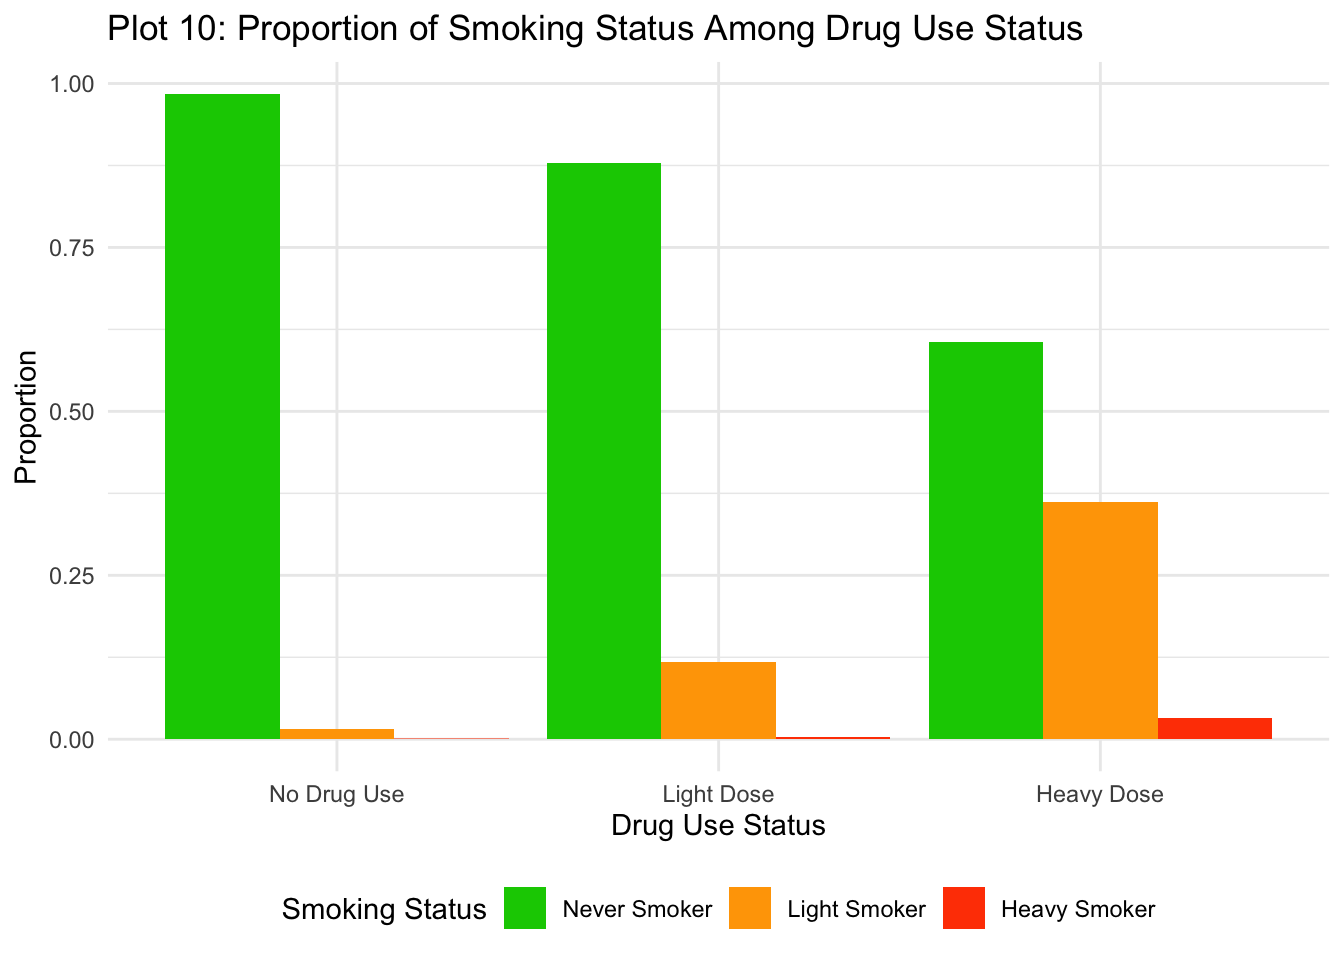 Plot 10: Proportion of Smoking Status Among Drug Use Status
1.00
0.75
0.50
0.25
0.00
Proportion
No Drug Use Light Dose Heavy Dose
Drug Use Status
Smoking Status Never Smoker Light Smoker Heavy Smoker